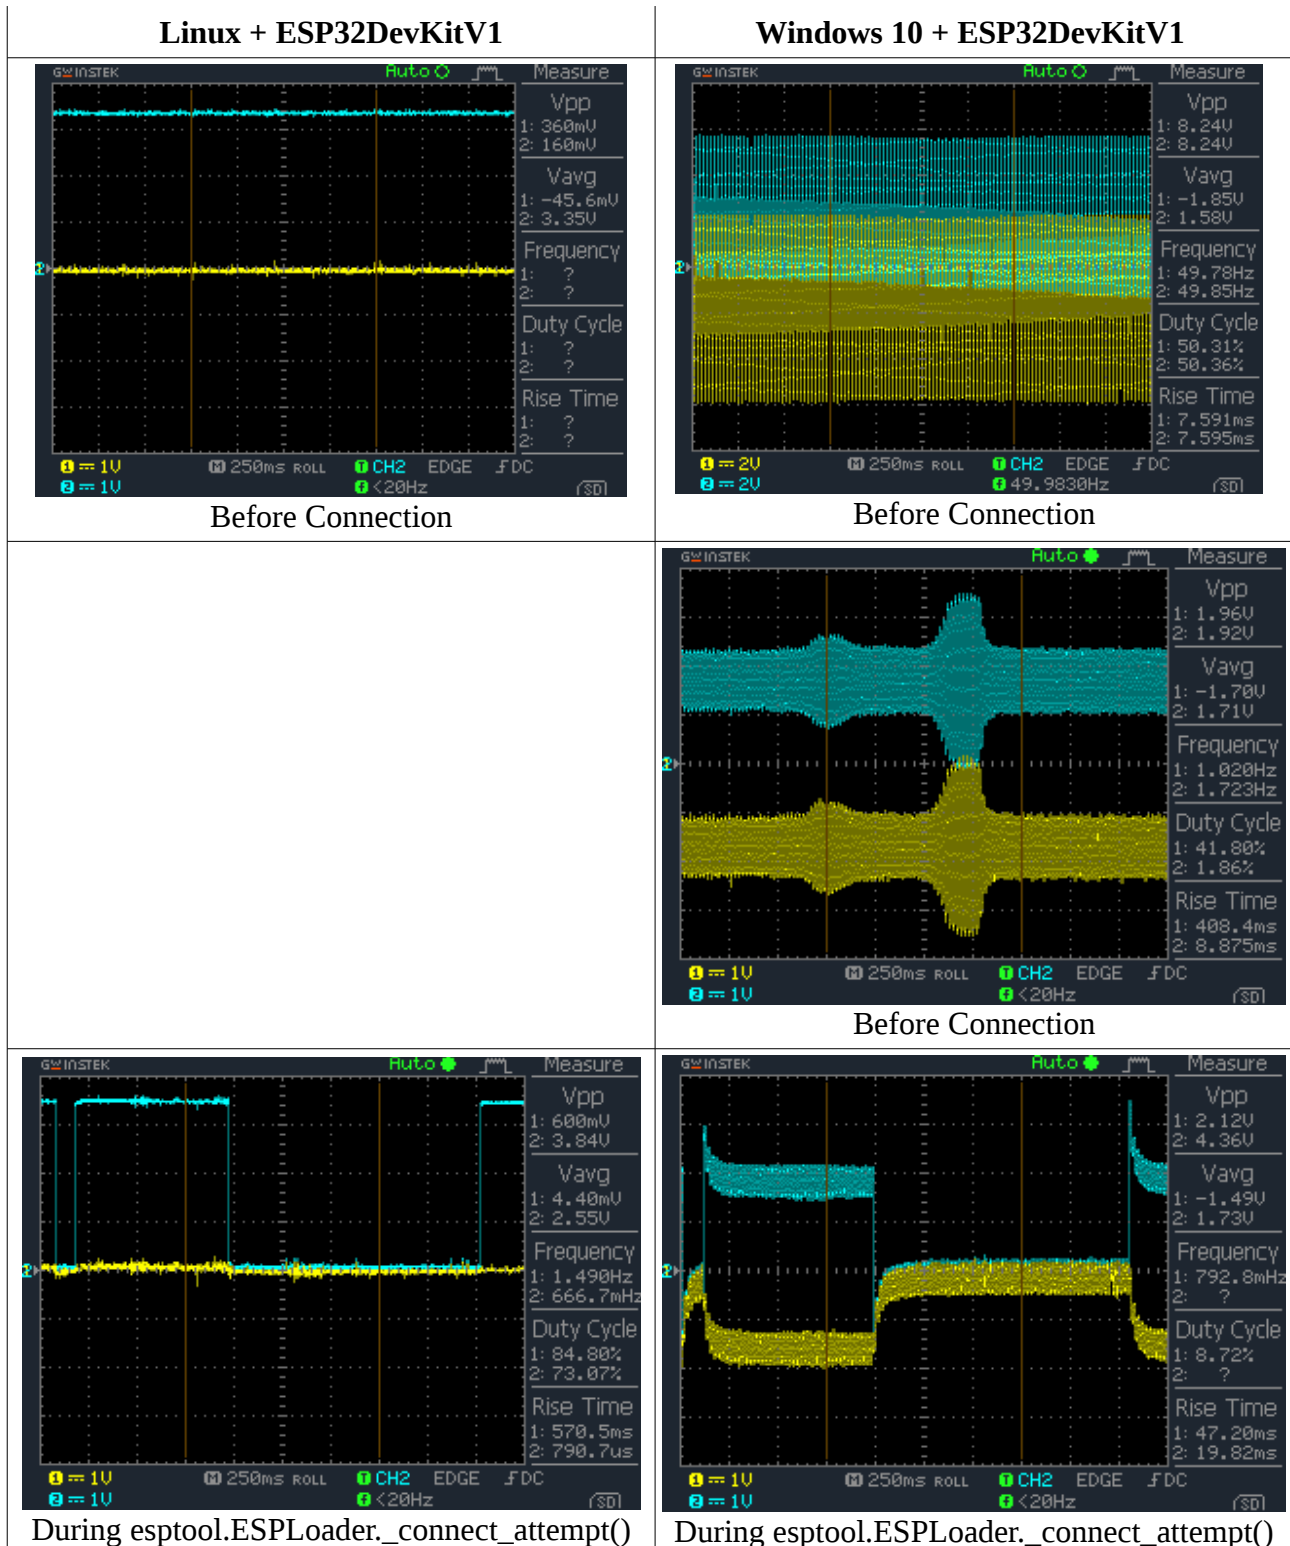 Linux + ESP32DevKitV1
Windows 10 + ESP32DevKitV1
GWINSTEK Auto Measure
Vpp
1: 360mV
2: 160mV
Vavg
1: -45.6mV
2: 3.35V
Frequency
1: ?
2: ?
Duty Cycle
1: ?
2: ?
Rise Time
1: ?
2: ?
1 1V M 250ms ROLL T CH2 EDGE DC
2 1V f <20Hz SD
Before Connection
GWINSTEK Auto Measure
Vpp
1: 8.24V
2: 8.24V
Vavg
1: -1.85V
2: 1.58V
Frequency
1: 49.78Hz
2: 49.85Hz
Duty Cycle
1: 50.31%
2: 50.36%
Rise Time
1: 7.591ms
2: 7.595ms
1 2V M 250ms ROLL T CH2 EDGE DC
2 2V f 49.9830Hz SD
Before Connection
GWINSTEK Auto Measure
Vpp
1: 1.96V
2: 1.92V
Vavg
1: -1.70V
2: 1.71V
Frequency
1: 1.020Hz
2: 1.723Hz
Duty Cycle
1: 41.80%
2: 1.86%
Rise Time
1: 408.4ms
2: 8.875ms
1 1V M 250ms ROLL T CH2 EDGE DC
2 1V f <20Hz SD
Before Connection
GWINSTEK Auto Measure
Vpp
1: 600mV
2: 3.84V
Vavg
1: 4.40mV
2: 2.55V
Frequency
1: 1.490Hz
2: 666.7mHz
Duty Cycle
1: 84.80%
2: 73.07%
Rise Time
1: 570.5ms
2: 790.7us
1 1V M 250ms ROLL T CH2 EDGE DC
2 1V f <20Hz SD
During esptool.ESPLoader._connect_attempt()
GWINSTEK Auto Measure
Vpp
1: 2.12V
2: 4.36V
Vavg
1: -1.49V
2: 1.73V
Frequency
1: 792.8mHz
2: ?
Duty Cycle
1: 8.72%
2: ?
Rise Time
1: 47.20ms
2: 19.82ms
1 1V M 250ms ROLL T CH2 EDGE DC
2 1V f <20Hz SD
During esptool.ESPLoader._connect_attempt()